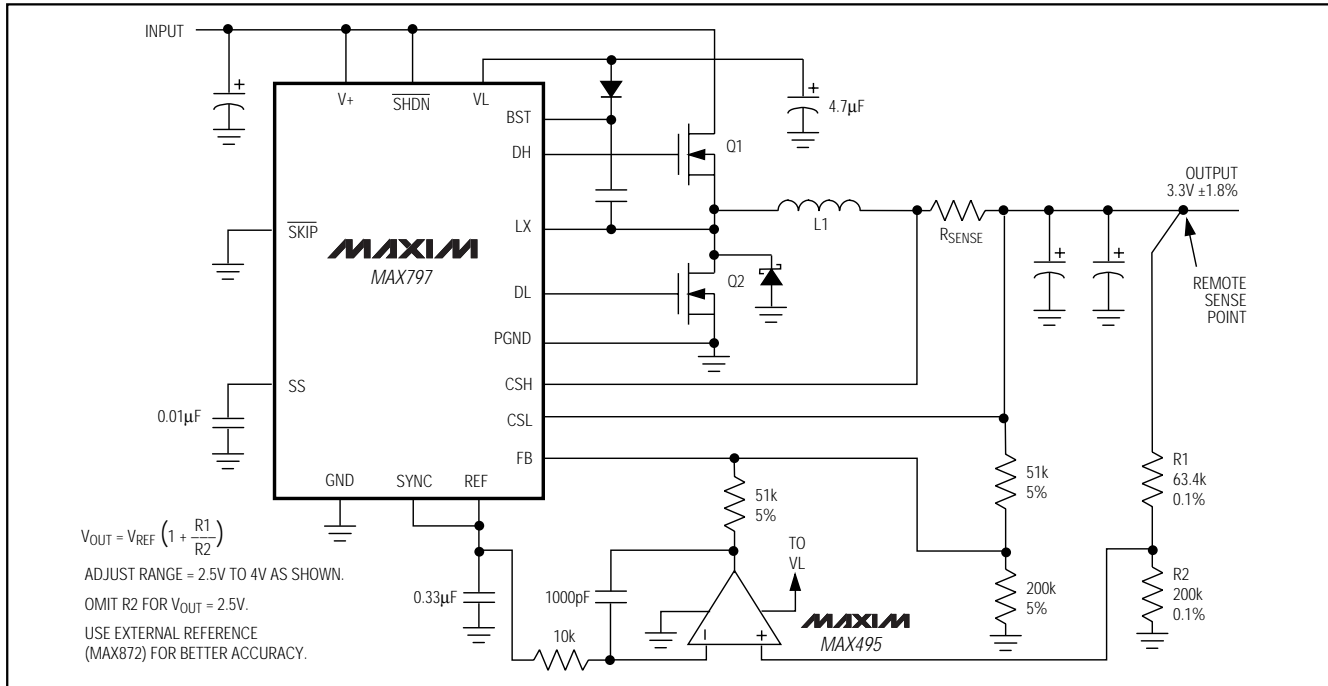 INPUT
V+
SHDN
VL
BST
DH
LX
DL
PGND
CSH
CSL
FB
SKIP
SS
GND
SYNC
REF
MAXIM
MAX797
4.7µF
Q1
Q2
L1
RSENSE
OUTPUT
3.3V ±1.8%
REMOTE
SENSE
POINT
0.01µF
51k
5%
51k
5%
R1
63.4k
0.1%
200k
5%
R2
200k
0.1%
TO
VL
0.33µF
1000pF
10k
I
+
MAXIM
MAX495
+
+
+
+
VOUT = VREF (1 + R1/R2)
ADJUST RANGE = 2.5V TO 4V AS SHOWN.
OMIT R2 FOR VOUT = 2.5V.
USE EXTERNAL REFERENCE
(MAX872) FOR BETTER ACCURACY.